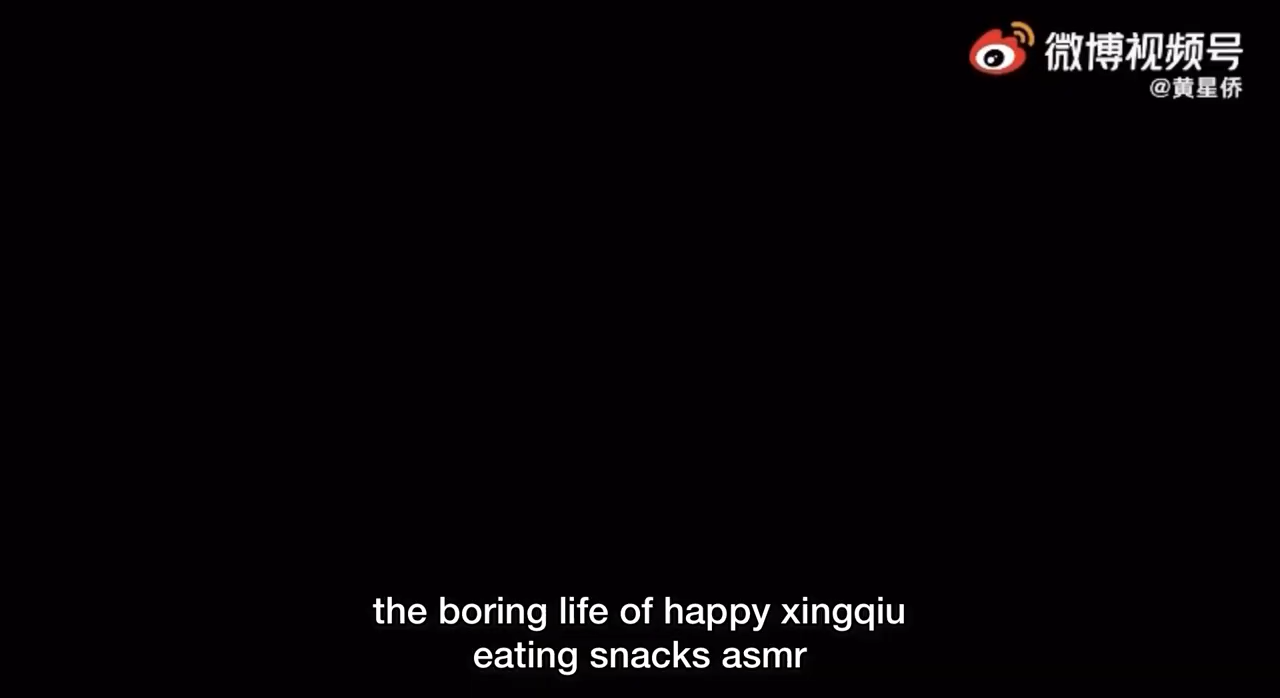 微博视频号
@黄星侨
the boring life of happy xingqiu
eating snacks asmr